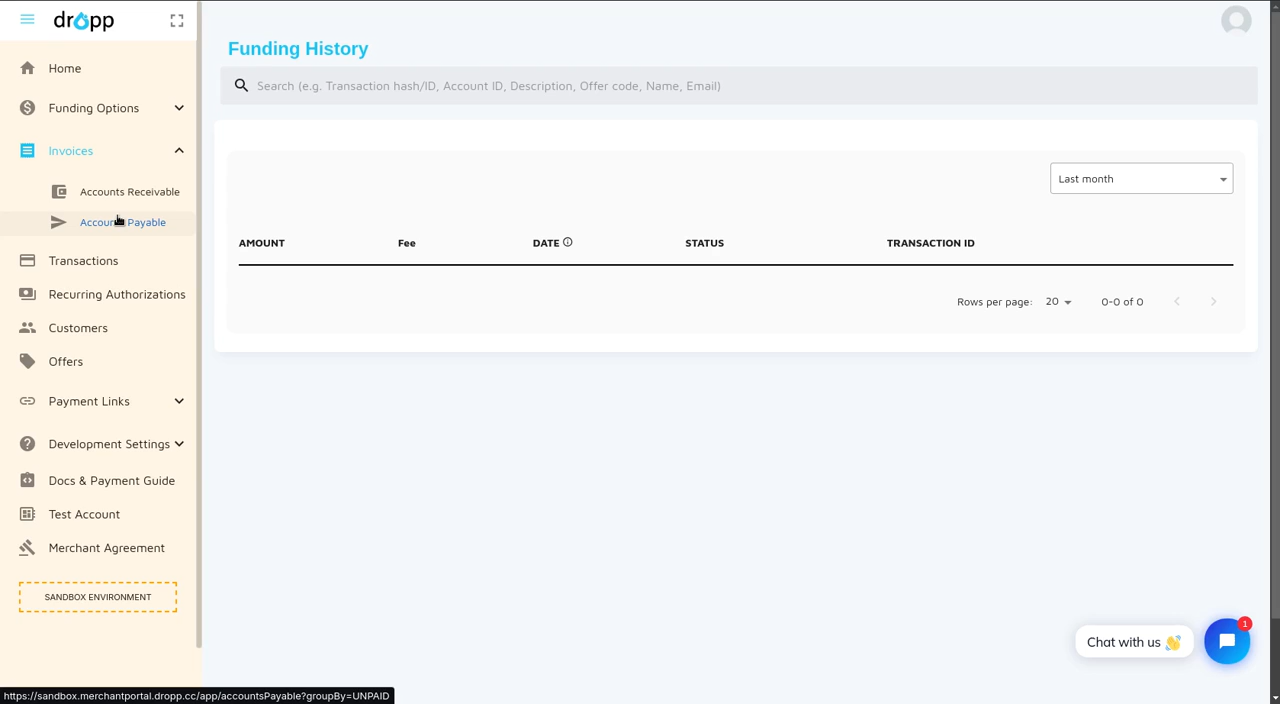 dropp
Home
Funding Options
Invoices
Accounts Receivable
Accounts Payable
Transactions
Recurring Authorizations
Customers
Offers
Payment Links
Development Settings
Docs & Payment Guide
Test Account
Merchant Agreement
SANDBOX ENVIRONMENT
Funding History
Search (e.g. Transaction hash/ID, Account ID, Description, Offer code, Name, Email)
Last month
AMOUNT Fee DATE STATUS TRANSACTION ID
Rows per page: 20 0-0 of 0
Chat with us 👋
1
https://sandbox.merchantportal.dropp.cc/app/accountsPayable?groupBy=UNPAID